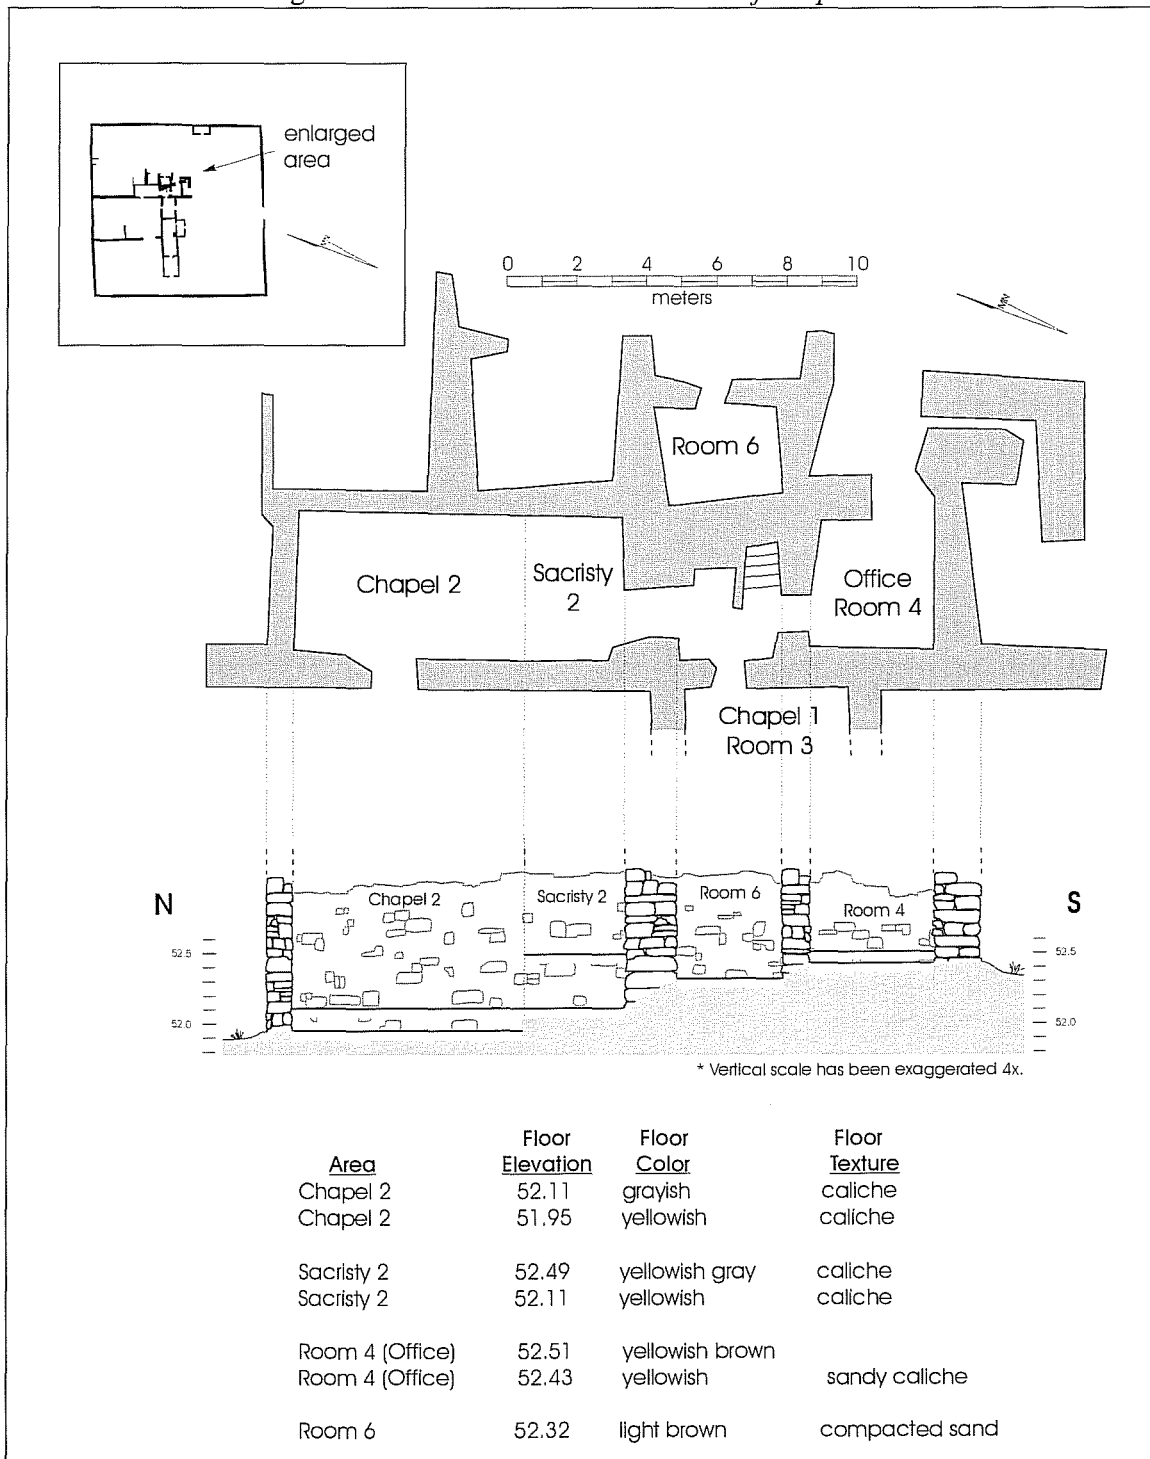 enlarged
area
MN
0 2 4 6 8 10
meters
MN
Room 6
Chapel 2
Sacristy
2
Office
Room 4
Chapel 1
Room 3
N
S
Chapel 2
Sacristy 2
Room 6
Room 4
52.5
52.5
52.0
52.0
* Vertical scale has been exaggerated 4x.
Floor Floor Floor
Area Elevation Color Texture
Chapel 2 52.11 grayish caliche
Chapel 2 51.95 yellowish caliche
Sacristy 2 52.49 yellowish gray caliche
Sacristy 2 52.11 yellowish caliche
Room 4 (Office) 52.51 yellowish brown
Room 4 (Office) 52.43 yellowish sandy caliche
Room 6 52.32 light brown compacted sand